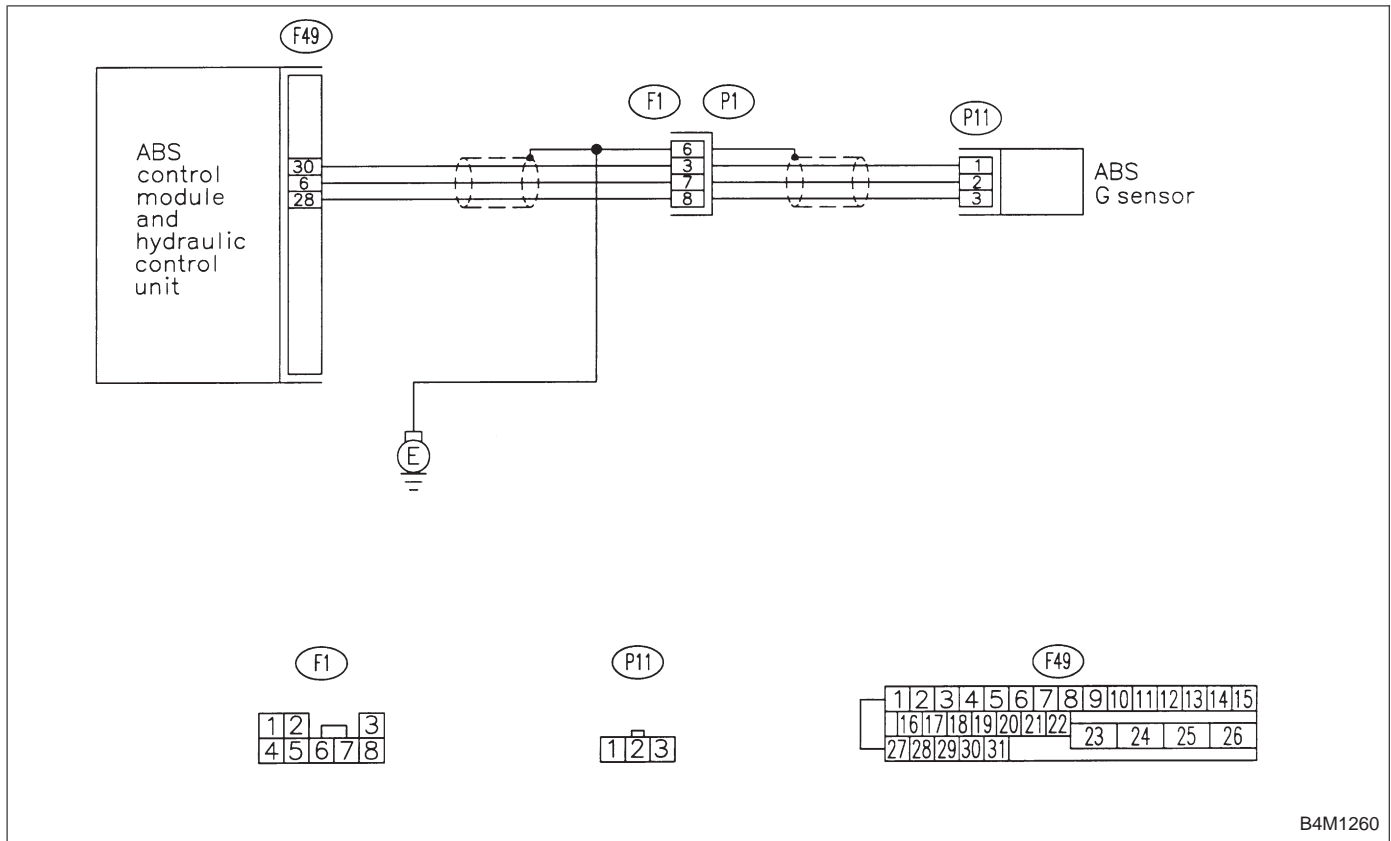 F49
F1 P1
P11
ABS
control
module
and
hydraulic
control
unit
30
6
28
6
3
7
8
1
2
3
ABS
G sensor
E
F1
1 2 3
4 5 6 7 8
P11
1 2 3
F49
1 2 3 4 5 6 7 8 9 10 11 12 13 14 15
16 17 18 19 20 21 22
23 24 25 26
27 28 29 30 31
B4M1260